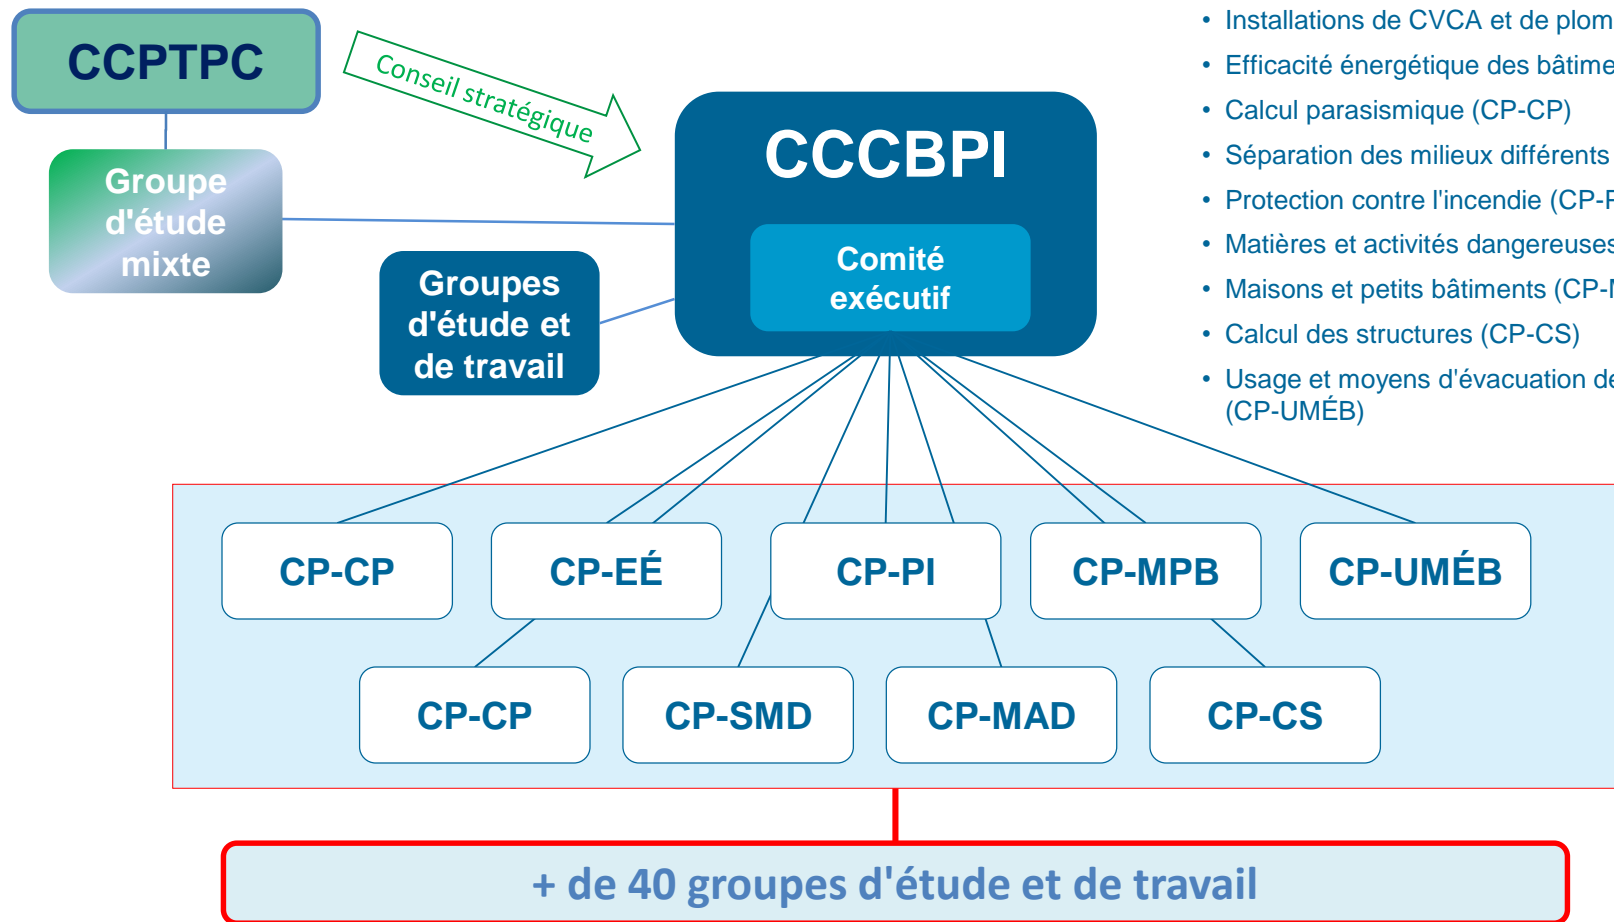 CCPTPC
Conseil stratégique
Groupe
d'étude
mixte
Groupes
d'étude et
de travail
CCCBPI
Comité
exécutif
• Installations de CVCA et de plom
• Efficacité énergétique des bâtime
• Calcul parasismique (CP-CP)
• Séparation des milieux différents
• Protection contre l'incendie (CP-P
• Matières et activités dangereuses
• Maisons et petits bâtiments (CP-M
• Calcul des structures (CP-CS)
• Usage et moyens d'évacuation de
(CP-UMÉB)
CP-CP
CP-EÉ
CP-PI
CP-MPB
CP-UMÉB
CP-CP
CP-SMD
CP-MAD
CP-CS
+ de 40 groupes d'étude et de travail